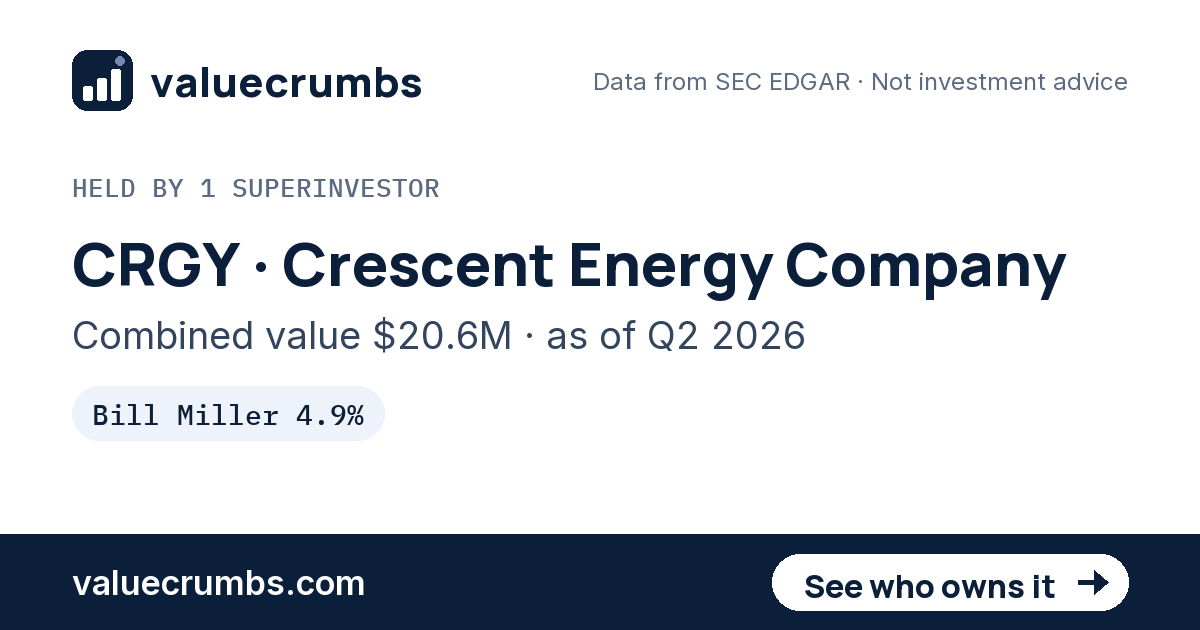 valuecrumbs
Data from SEC EDGAR · Not investment advice
HELD BY 1 SUPERINVESTOR
CRGY · Crescent Energy Company
Combined value $20.6M · as of Q2 2026
Bill Miller 4.9%
valuecrumbs.com
See who owns it →